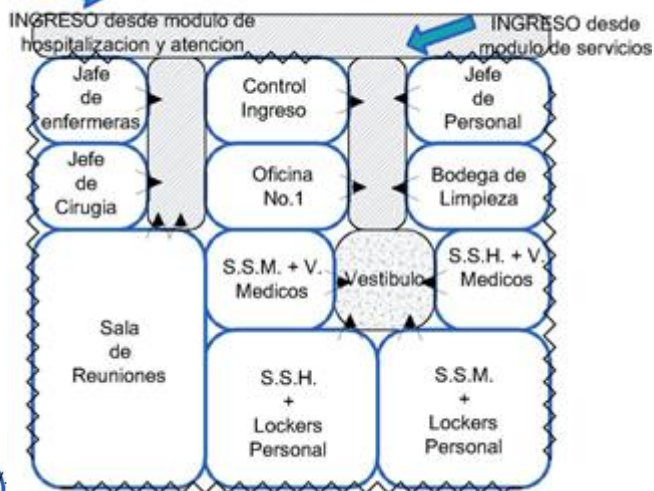 INGRESO desde modulo de
hospitalizacion y atencion
INGRESO desde
modulo de servicios
Jafe
de
enfermeras
Control
Ingreso
Jefe
de
Personal
Jefe
de
Cirugia
Oficina
No.1
Bodega de
Limpieza
S.S.M. + V.
Medicos
Vestibulo
S.S.H. + V.
Medicos
Sala
de
Reuniones
S.S.H.
+
Lockers
Personal
S.S.M.
+
Lockers
Personal